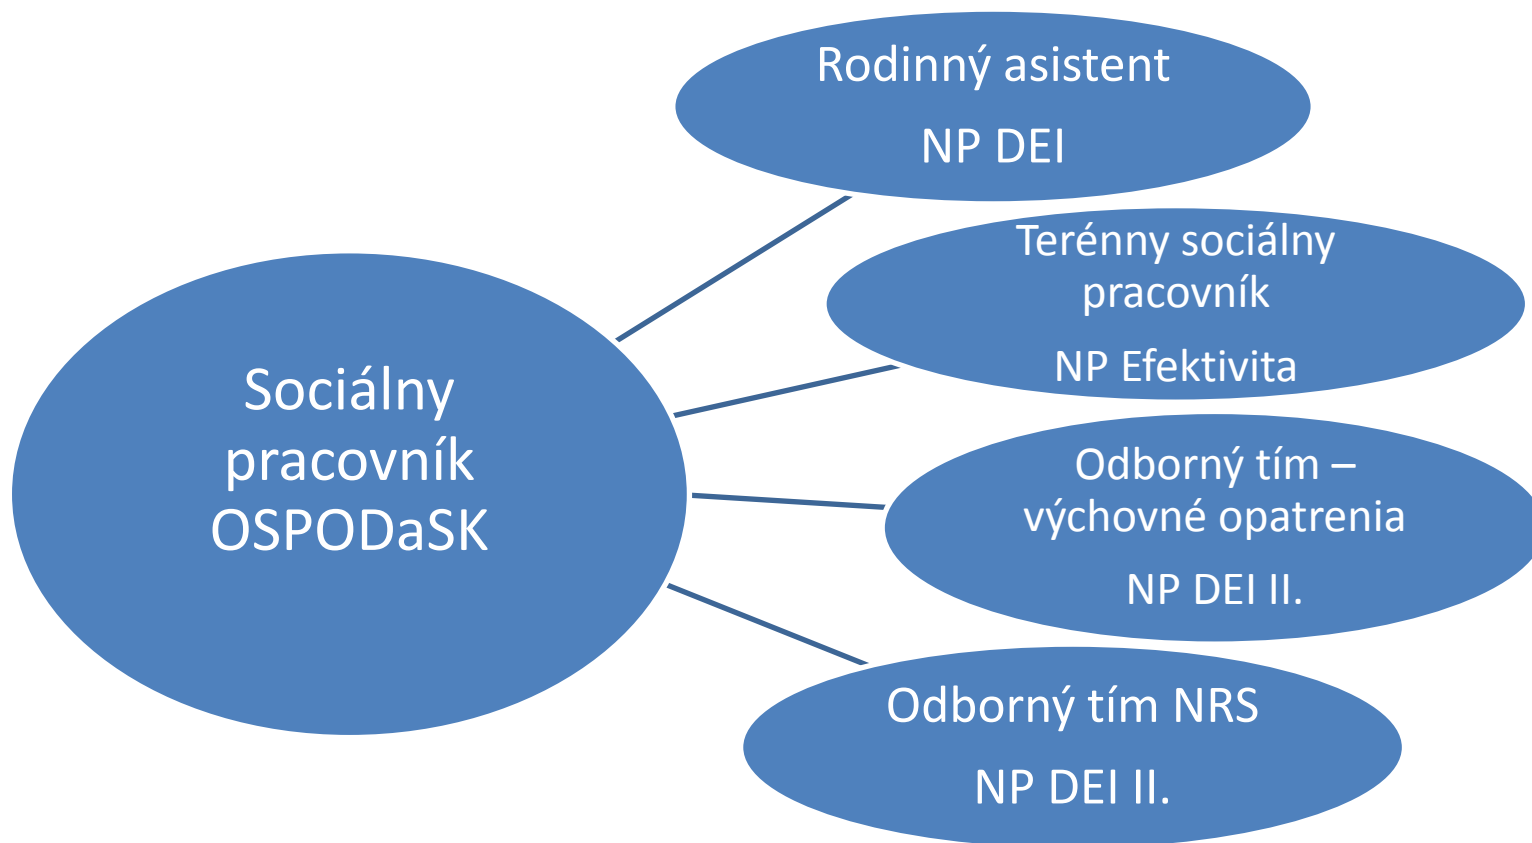 Rodinný asistent
NP DEI
Terénny sociálny
pracovník
NP Efektivita
Sociálny
pracovník
OSPODaSK
Odborný tím –
výchovné opatrenia
NP DEI II.
Odborný tím NRS
NP DEI II.